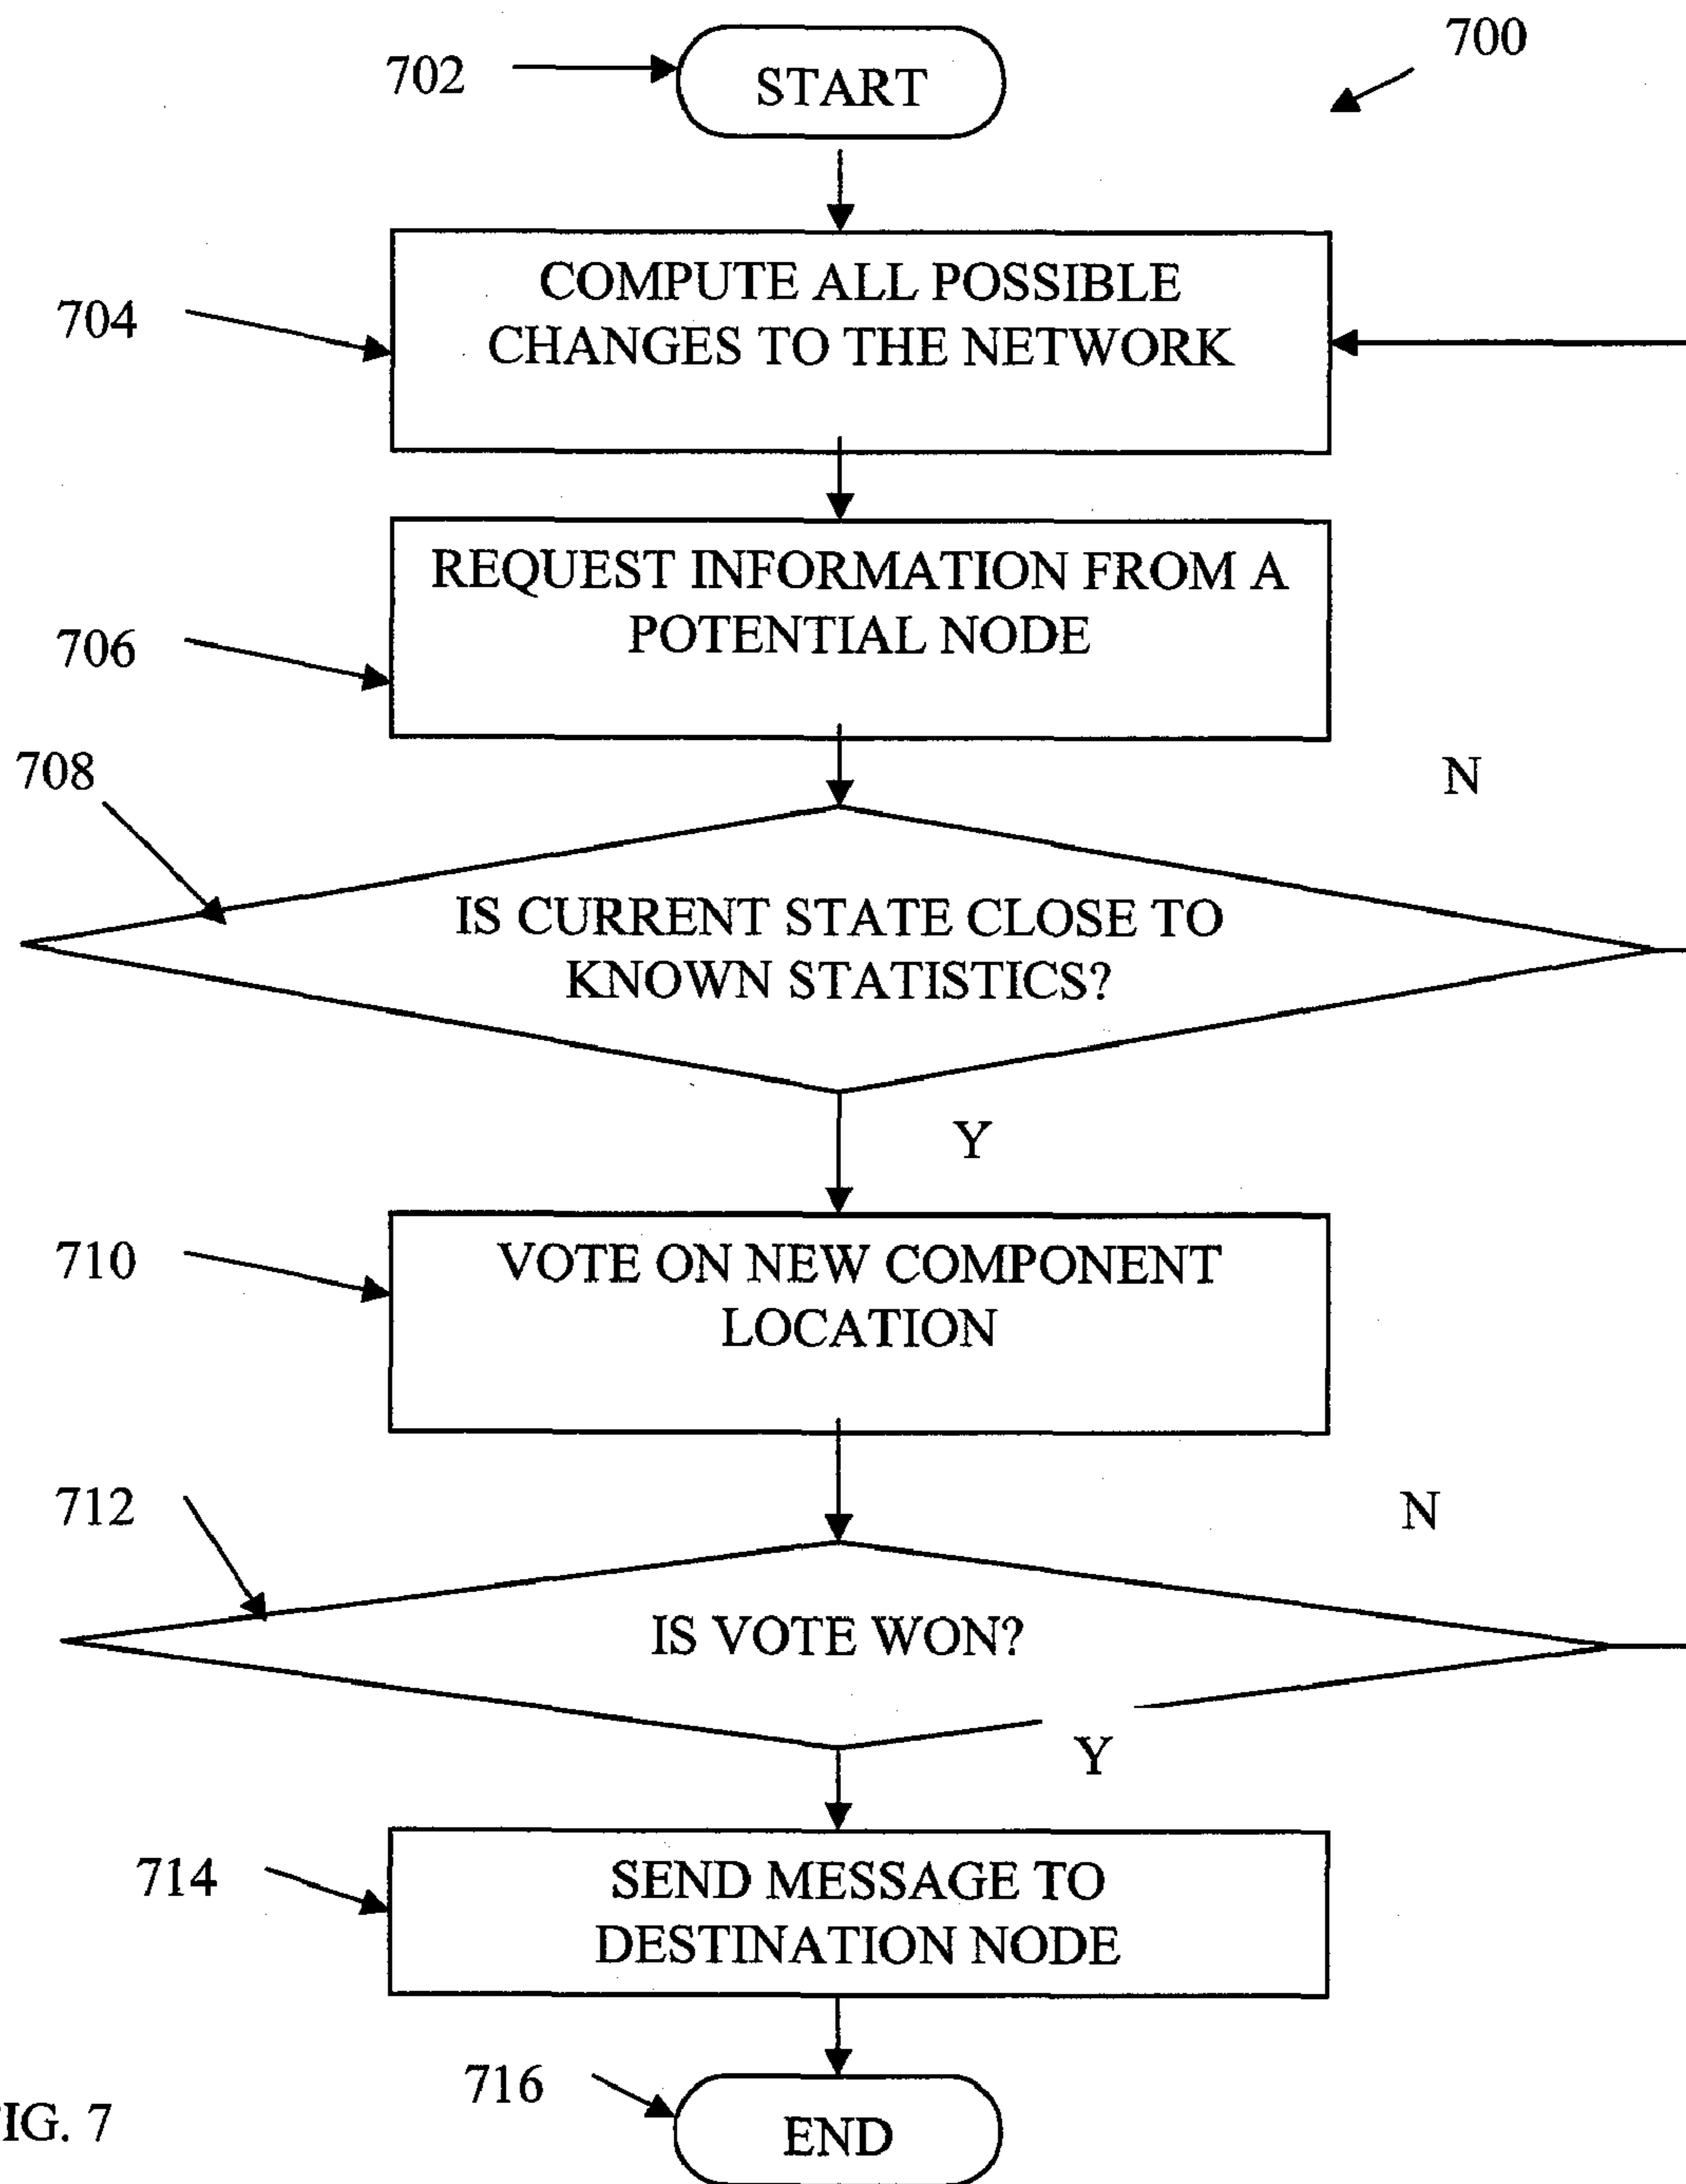 700
702
START
COMPUTE ALL POSSIBLE
CHANGES TO THE NETWORK
704
REQUEST INFORMATION FROM A
POTENTIAL NODE
706
708
N
IS CURRENT STATE CLOSE TO
KNOWN STATISTICS?
Y
710
VOTE ON NEW COMPONENT
LOCATION
712
N
IS VOTE WON?
Y
714
SEND MESSAGE TO
DESTINATION NODE
716
END
IG. 7